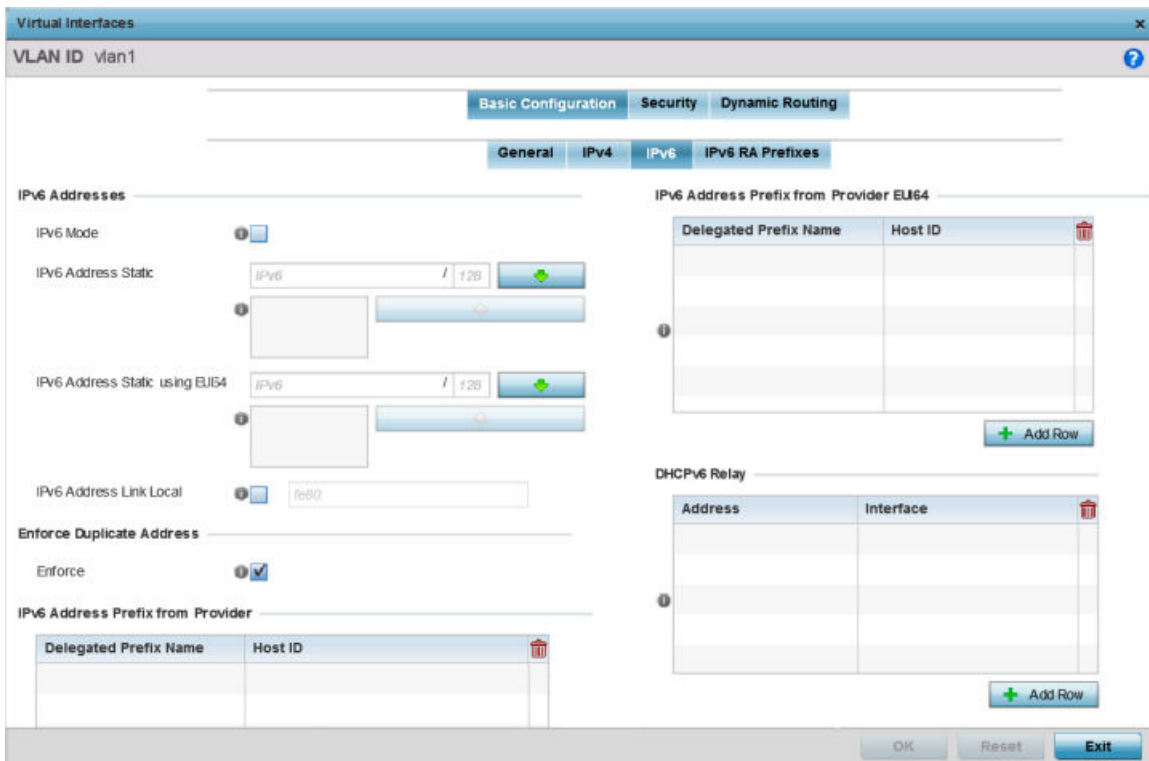 Virtual Interfaces
VLAN ID vlan1
Basic Configuration Security Dynamic Routing
General IPv4 IPv6 IPv6 RA Prefixes
IPv6 Addresses
IPv6 Mode
IPv6 Address Static
IPv6 / 128
IPv6 Address Static using EUI64
IPv6 / 128
IPv6 Address Link Local
fe80:
Enforce Duplicate Address
Enforce
IPv6 Address Prefix from Provider
Delegated Prefix Name Host ID
IPv6 Address Prefix from Provider EUI64
Delegated Prefix Name Host ID
Add Row
DHCPv6 Relay
Address Interface
Add Row
OK Reset Exit